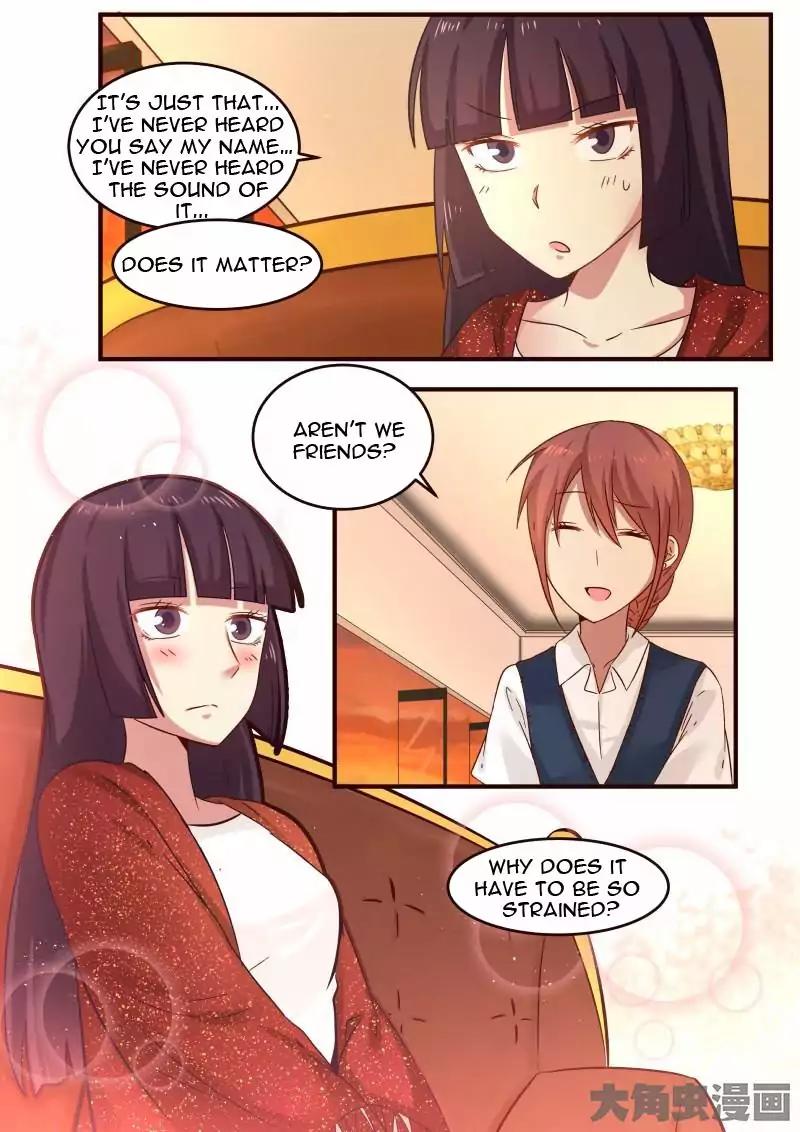 IT'S JUST THAT...
I'VE NEVER HEARD
YOU SAY MY NAME...
I'VE NEVER HEARD
THE SOUND OF
IT...
DOES IT MATTER?
AREN'T WE
FRIENDS?
WHY DOES IT
HAVE TO BE SO
STRAINED?
大角虫漫画